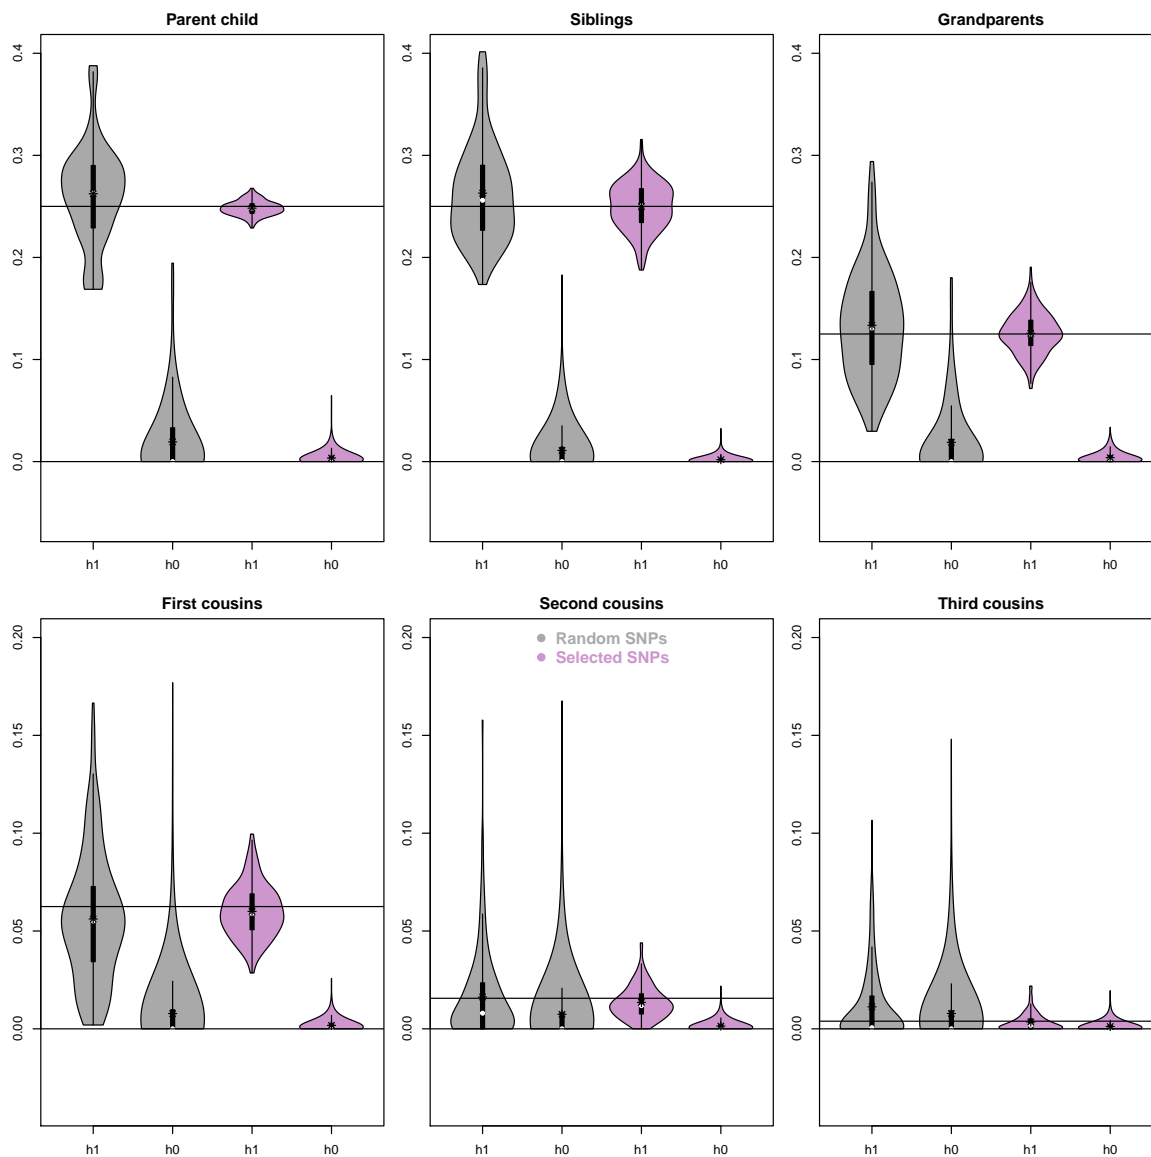 Parent child
0.4
0.3
0.2
0.1
0.0
h1 h0 h1 h0
Siblings
0.4
0.3
0.2
0.1
0.0
h1 h0 h1 h0
Grandparents
0.4
0.3
0.2
0.1
0.0
h1 h0 h1 h0
First cousins
0.20
0.15
0.10
0.05
0.00
h1 h0 h1 h0
Second cousins
Random SNPs
Selected SNPs
0.20
0.15
0.10
0.05
0.00
h1 h0 h1 h0
Third cousins
0.20
0.15
0.10
0.05
0.00
h1 h0 h1 h0